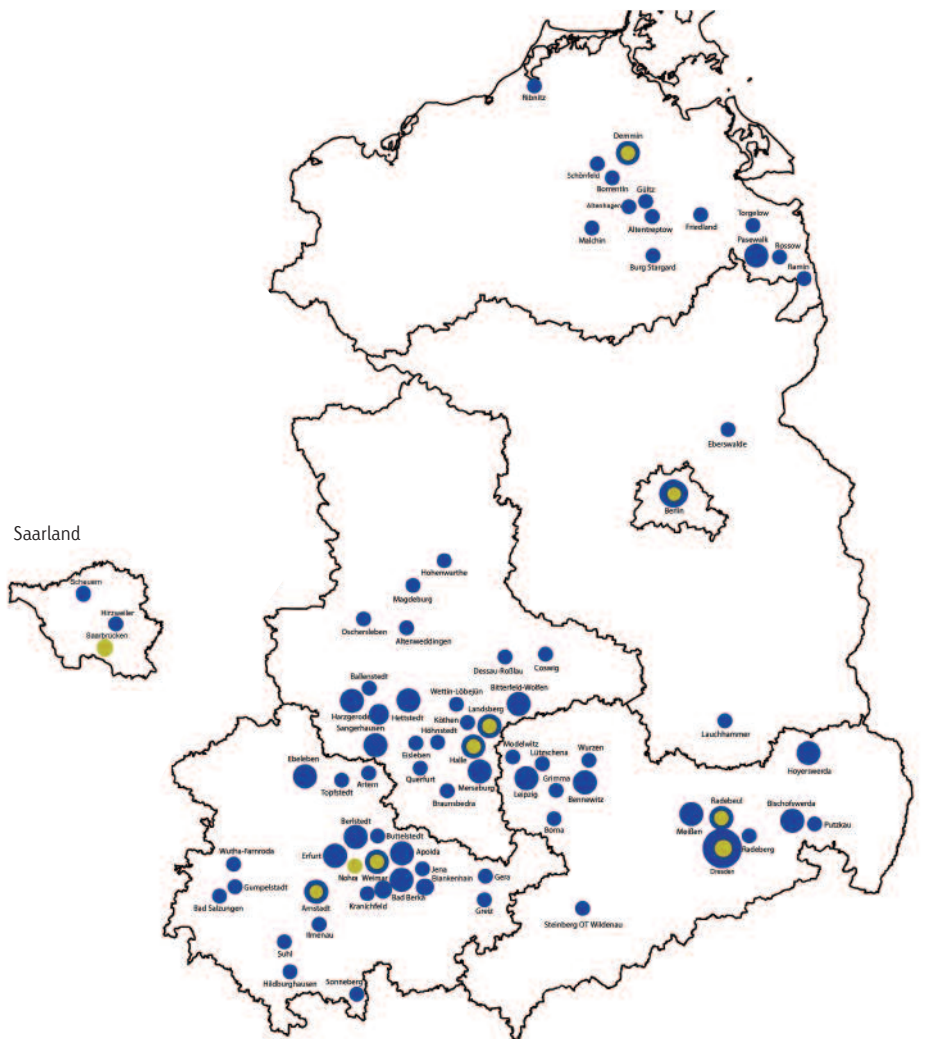 Ribnitz
Demmin
Schönfeld
Borrentin
Gültz
Altenhagen
Altentreptow
Friedland
Torgelow
Malchin
Pasewalk
Rossow
Burg Stargard
Ramin
Eberswalde
Berlin
Saarland
Schauern
Hirzweiler
Saarbrücken
Hohenwarthe
Magdeburg
Oschersleben
Altenweddingen
Dessau-Roßlau
Coswig
Ballenstedt
Wettin-Löbejün
Bitterfeld-Wolfen
Harzgerode
Hettstedt
Landsberg
Köthen
Sangerhausen
Höhnstedt
Lauchhammer
Modelwitz
Wurzen
Lützschena
Hoyerswerda
Ebeleben
Eisleben
Halle
Querfurt
Grimma
Artern
Merseburg
Leipzig
Bennewitz
Topfstedt
Braunsbedra
Radebeul
Bischofswerda
Borna
Meißen
Putzkau
Berlstedt
Buttelstedt
Radeberg
Wutha-Farnroda
Erfurt
Apolda
Dresden
Nohra
Weimar
Jena
Gumpelstadt
Blankenhain
Gera
Bad Salzungen
Arnstadt
Kranichfeld
Bad Berka
Greiz
Ilmenau
Steinberg OT Wildenau
Suhl
Hildburghausen
Sonneberg